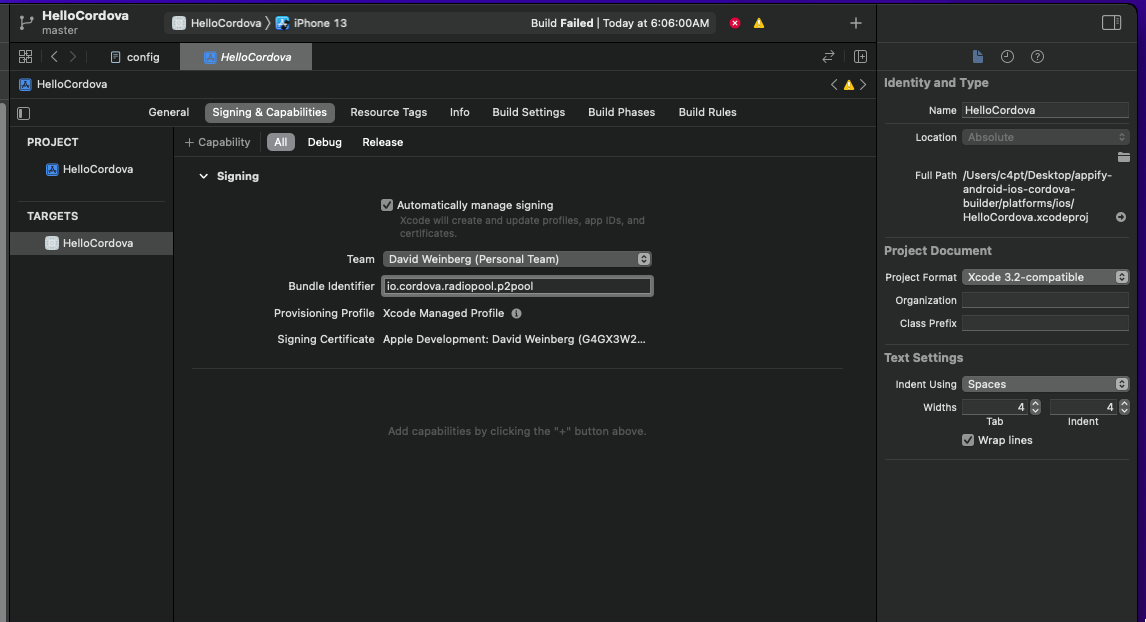 HelloCordova
master
HelloCordova
iPhone 13
Build Failed | Today at 6:06:00AM
config
HelloCordova
HelloCordova
General
Signing & Capabilities
Resource Tags
Info
Build Settings
Build Phases
Build Rules
PROJECT
HelloCordova
TARGETS
HelloCordova
+ Capability
All
Debug
Release
Signing
Automatically manage signing
Xcode will create and update profiles, app IDs, and
certificates.
Team David Weinberg (Personal Team)
Bundle Identifier io.cordova.radiopool.p2pool
Provisioning Profile Xcode Managed Profile
Signing Certificate Apple Development: David Weinberg (G4GX3W2...
Add capabilities by clicking the "+" button above.
Identity and Type
Name HelloCordova
Location Absolute
Full Path /Users/c4pt/Desktop/appify-
android-ios-cordova-
builder/platforms/ios/
HelloCordova.xcodeproj
Project Document
Project Format Xcode 3.2-compatible
Organization
Class Prefix
Text Settings
Indent Using Spaces
Widths 4 4
Tab Indent
Wrap lines